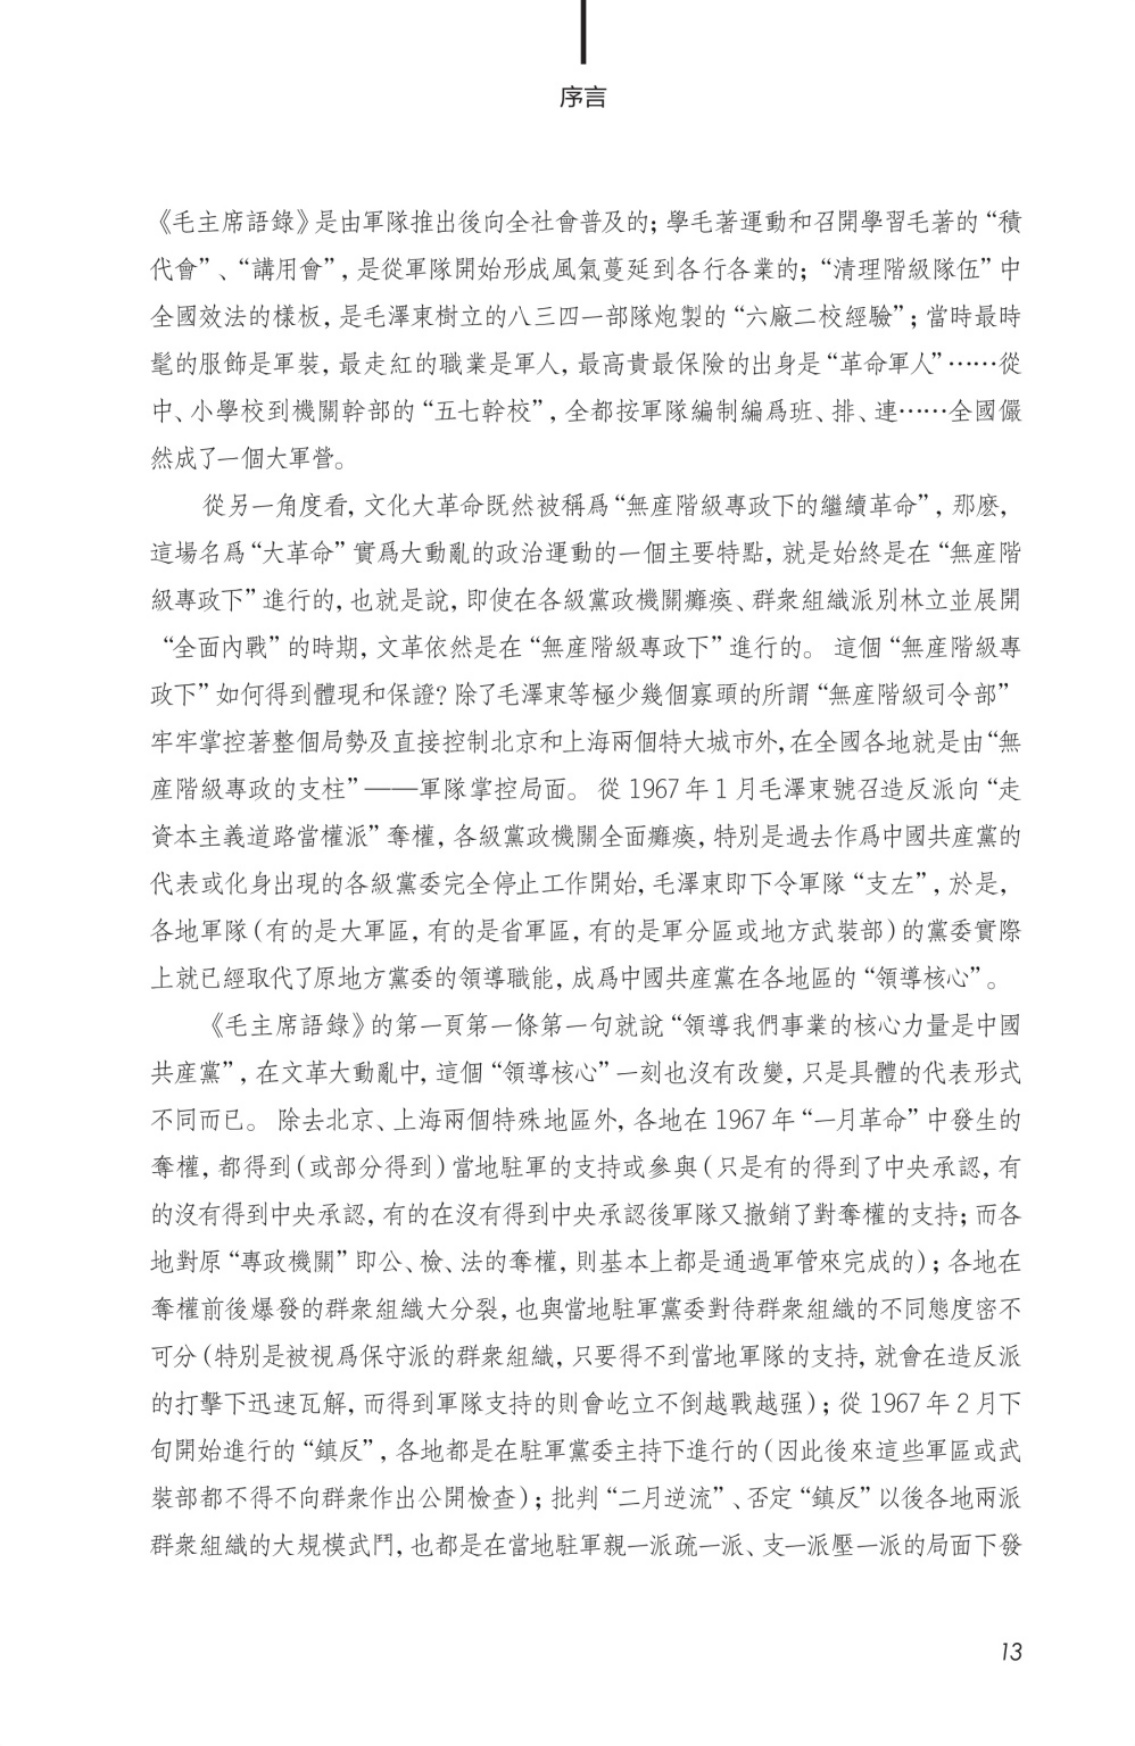 序言
《毛主席語錄》是由軍隊推出後向全社會普及的；學毛著運動和召開學習毛著的“積
代會”、“講用會”，是從軍隊開始形成風氣蔓延到各行各業的；“清理階級隊伍”中
全國效法的樣板，是毛澤東樹立的八三四一部隊炮製的“六廠二校經驗”；當時最時
髦的服飾是軍裝，最走紅的職業是軍人，最高貴最保險的出身是“革命軍人”……從
中、小學校到機關幹部的“五七幹校”，全都按軍隊編制編爲班、排、連……全國儼
然成了一個大軍營。
從另一角度看，文化大革命既然被稱爲“無産階級專政下的繼續革命”，那麽，
這場名爲“大革命”實爲大動亂的政治運動的一個主要特點，就是始終是在“無産階
級專政下”進行的，也就是說，即使在各級黨政機關癱瘓、群衆組織派別林立並展開
“全面內戰”的時期，文革依然是在“無産階級專政下”進行的。這個“無産階級專
政下”如何得到體現和保證？除了毛澤東等極少幾個寡頭的所謂“無産階級司令部”
牢牢掌控著整個局勢及直接控制北京和上海兩個特大城市外，在全國各地就是由“無
産階級專政的支柱”——軍隊掌控局面。從 1967 年 1 月毛澤東號召造反派向“走
資本主義道路當權派”奪權，各級黨政機關全面癱瘓，特別是過去作爲中國共産黨的
代表或化身出現的各級黨委完全停止工作開始，毛澤東即下令軍隊“支左”，於是，
各地軍隊（有的是大軍區，有的是省軍區，有的是軍分區或地方武裝部）的黨委實際
上就已經取代了原地方黨委的領導職能，成爲中國共産黨在各地區的“領導核心”。
《毛主席語錄》的第一頁第一條第一句就說“領導我們事業的核心力量是中國
共産黨”，在文革大動亂中，這個“領導核心”一刻也沒有改變，只是具體的代表形式
不同而已。除去北京、上海兩個特殊地區外，各地在 1967 年“一月革命”中發生的
奪權，都得到（或部分得到）當地駐軍的支持或參與（只是有的得到了中央承認，有
的沒有得到中央承認，有的在沒有得到中央承認後軍隊又撤銷了對奪權的支持；而各
地對原“專政機關”即公、檢、法的奪權，則基本上都是通過軍管來完成的）；各地在
奪權前後爆發的群衆組織大分裂，也與當地駐軍黨委對待群衆組織的不同態度密不
可分（特別是被視爲保守派的群衆組織，只要得不到當地軍隊的支持，就會在造反派
的打擊下迅速瓦解，而得到軍隊支持的則會屹立不倒越戰越强）；從 1967 年 2 月下
旬開始進行的“鎮反”，各地都是在駐軍黨委主持下進行的（因此後來這些軍區或武
裝部都不得不向群衆作出公開檢查）；批判“二月逆流”、否定“鎮反”以後各地兩派
群衆組織的大規模武鬥，也都是在當地駐軍親一派疏一派、支一派壓一派的局面下發
13